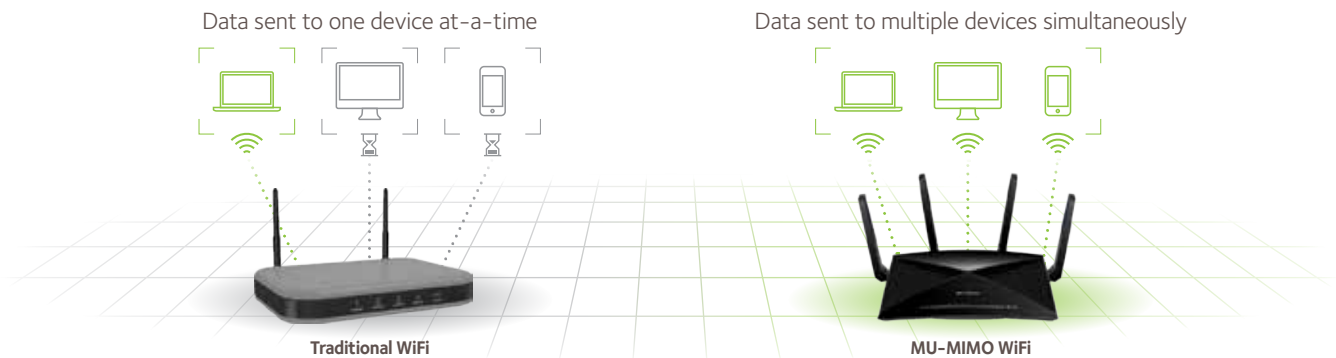 Data sent to one device at-a-time
Data sent to multiple devices simultaneously
Traditional WiFi
MU-MIMO WiFi